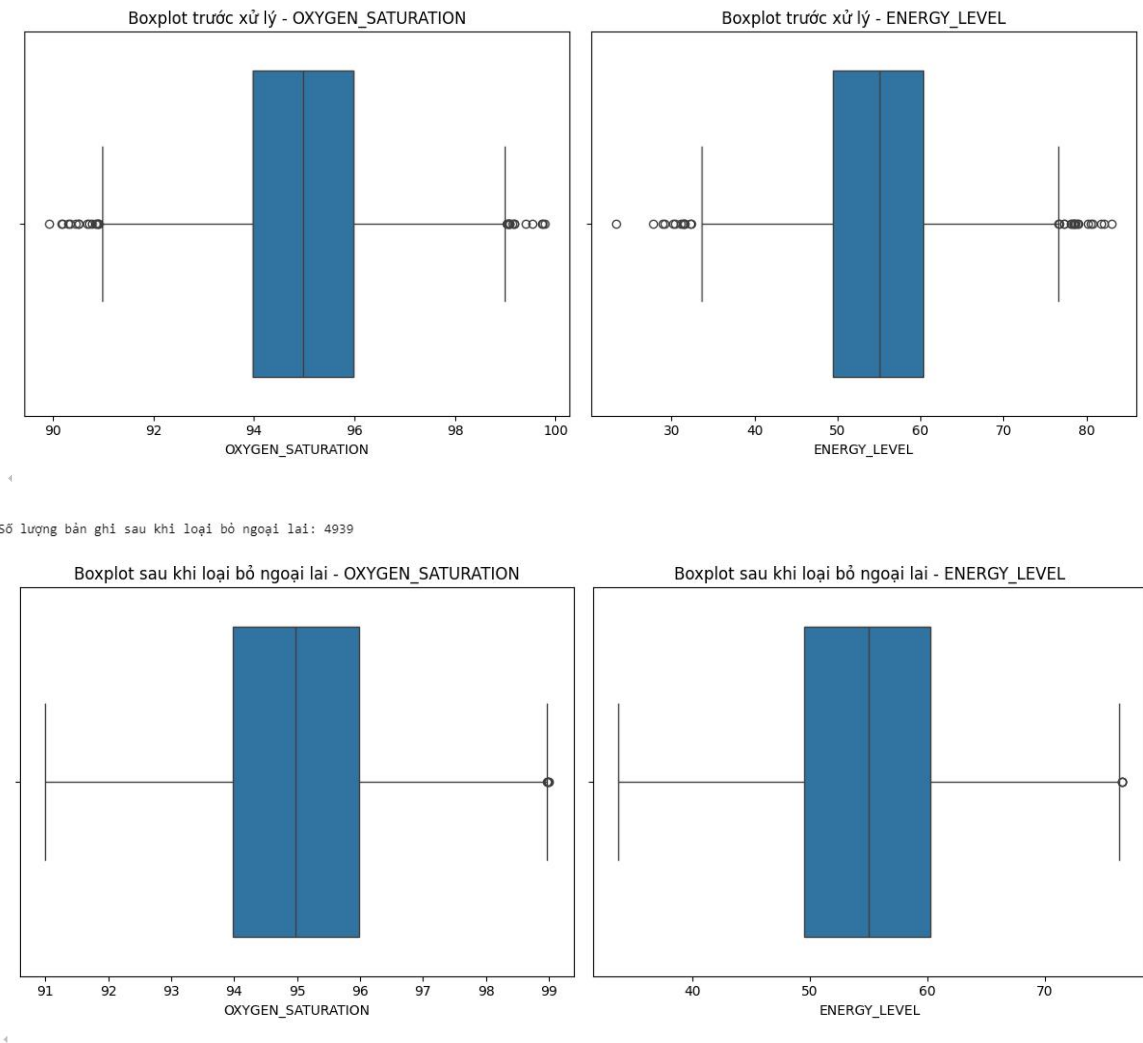 Boxplot trước xử lý - OXYGEN_SATURATION
Boxplot trước xử lý - ENERGY_LEVEL
90 92 94 96 98 100
OXYGEN_SATURATION
30 40 50 60 70 80
ENERGY_LEVEL
Số lượng bản ghi sau khi loại bỏ ngoại lai: 4939
Boxplot sau khi loại bỏ ngoại lai - OXYGEN_SATURATION
Boxplot sau khi loại bỏ ngoại lai - ENERGY_LEVEL
91 92 93 94 95 96 97 98 99
OXYGEN_SATURATION
40 50 60 70
ENERGY_LEVEL